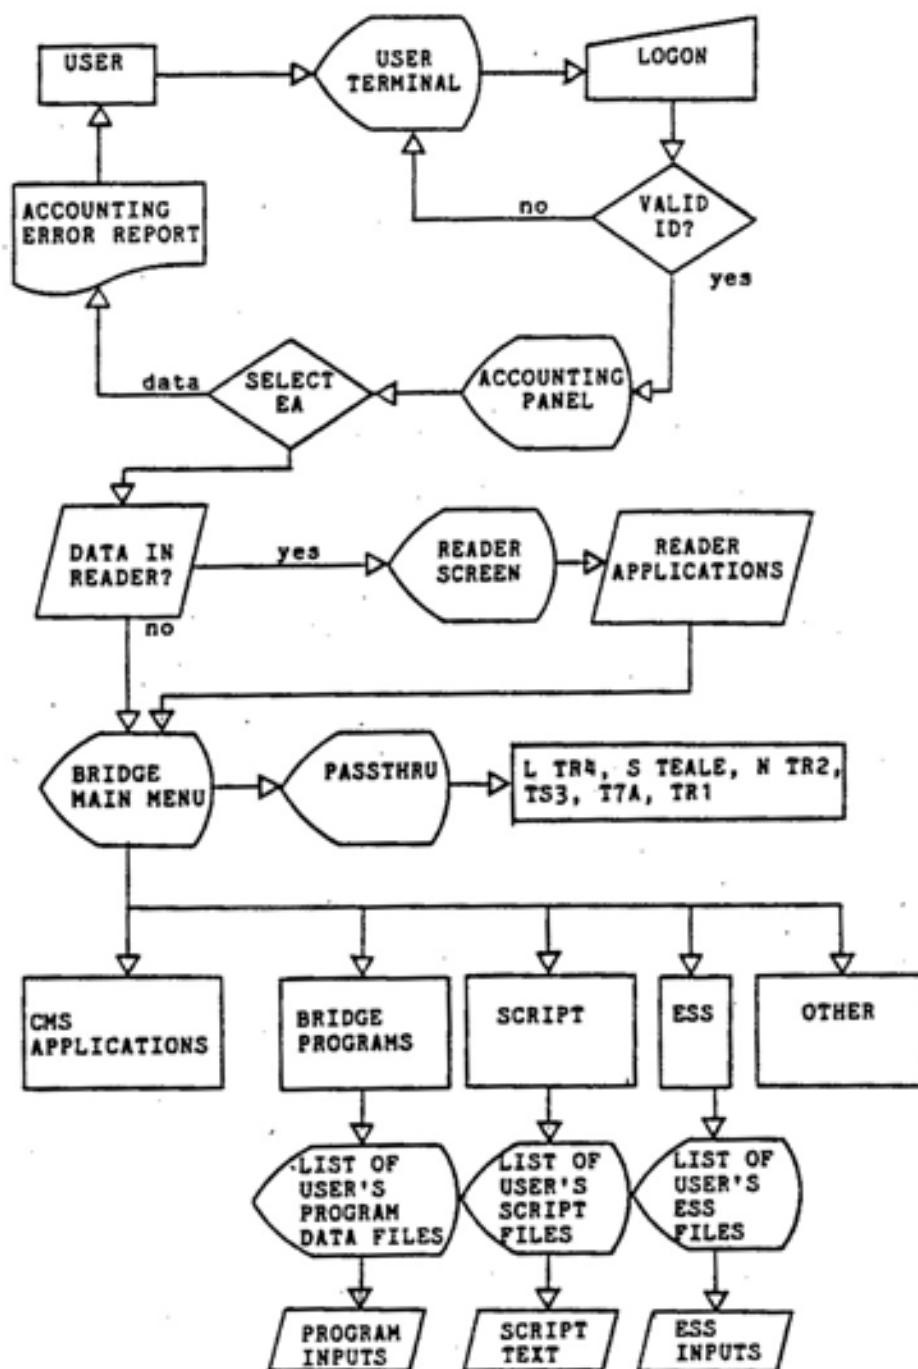 USER
USER
TERMINAL
LOGON
ACCOUNTING
ERROR REPORT
no
VALID
ID?
yes
data
SELECT
EA
ACCOUNTING
PANEL
DATA IN
READER?
yes
READER
SCREEN
READER
APPLICATIONS
no
BRIDGE
MAIN MENU
PASSTHRU
L TR4, S TEALE, N TR2,
TS3, T7A, TR1
CMS
APPLICATIONS
BRIDGE
PROGRAMS
SCRIPT
ESS
OTHER
LIST OF
USER'S
PROGRAM
DATA FILES
LIST OF
USER'S
SCRIPT
FILES
LIST OF
USER'S
ESS
FILES
PROGRAM
INPUTS
SCRIPT
TEXT
ESS
INPUTS